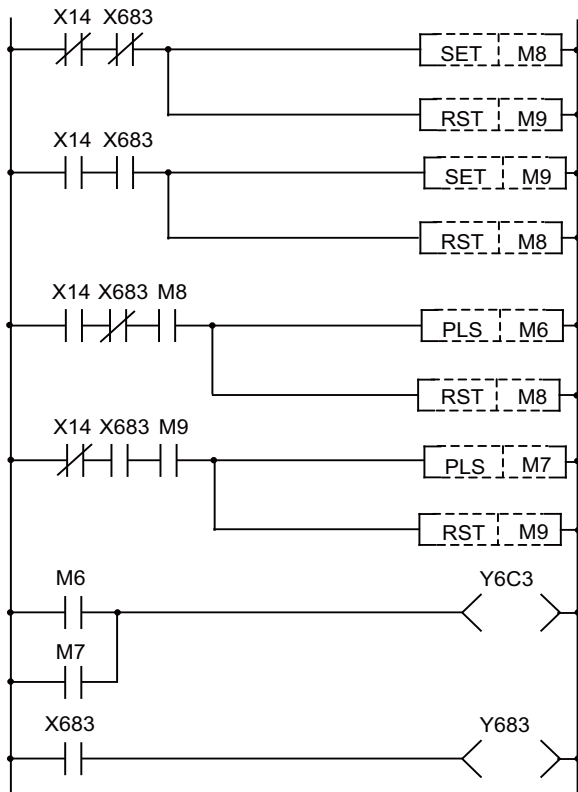 X14 X683
SET M8
RST M9
X14 X683
SET M9
RST M8
X14 X683 M8
PLS M6
RST M8
X14 X683 M9
PLS M7
RST M9
M6
Y6C3
M7
X683
Y683